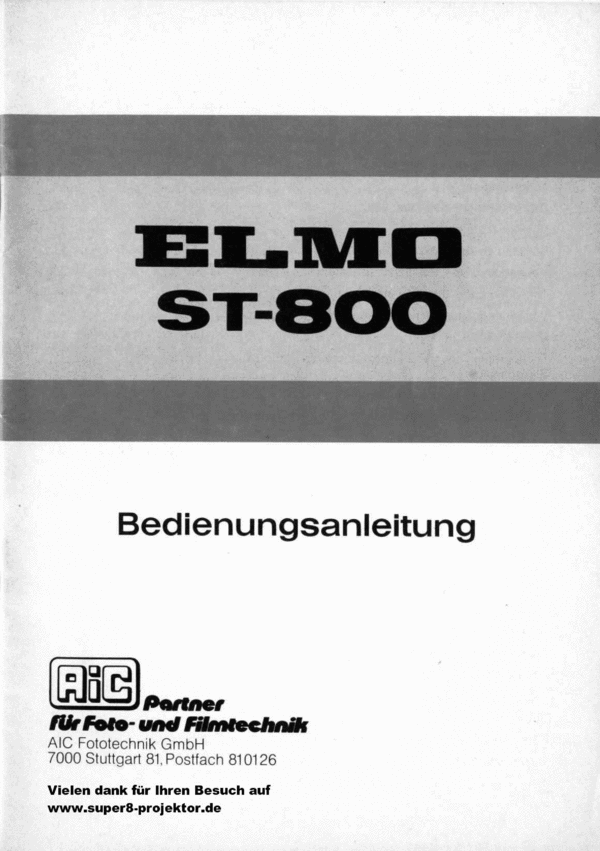 ELMO
ST-800
Bedienungsanleitung
AiC Partner
für Foto- und Filmtechnik
AIC Fototechnik GmbH
7000 Stuttgart 81, Postfach 810126
Vielen dank für Ihren Besuch auf
www.super8-projektor.de